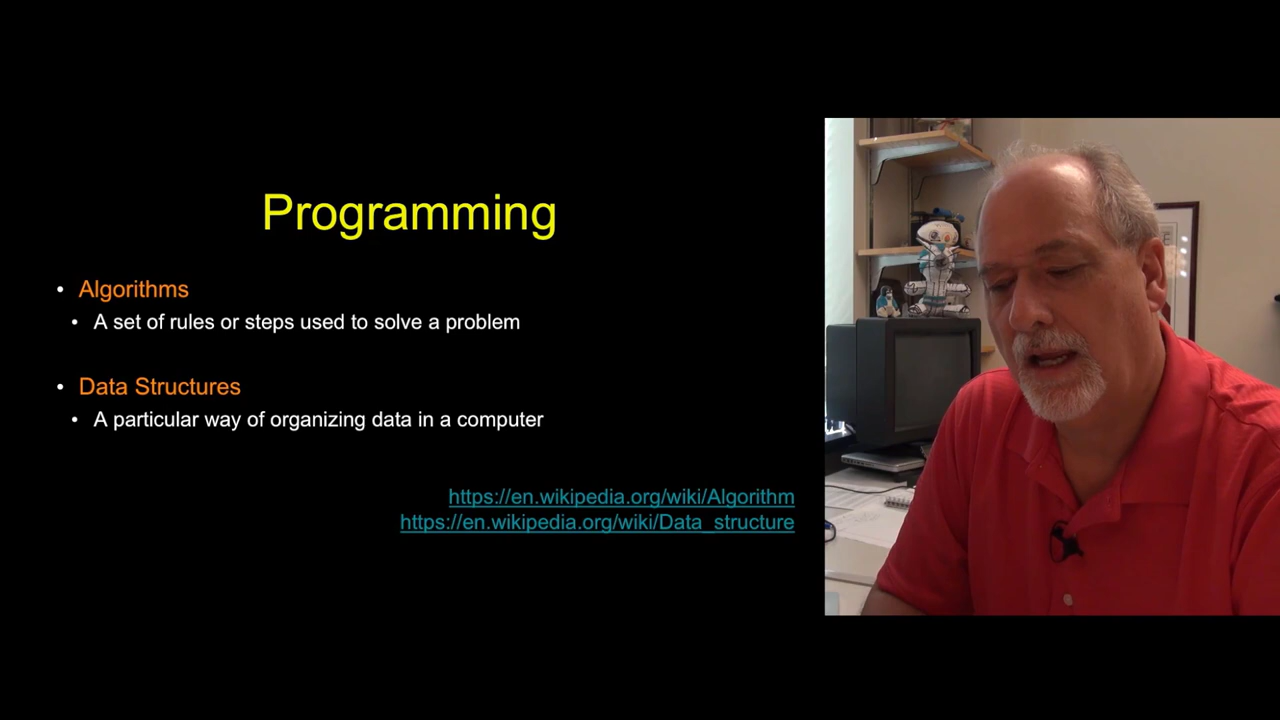 Programming
• Algorithms
• A set of rules or steps used to solve a problem
• Data Structures
• A particular way of organizing data in a computer
https://en.wikipedia.org/wiki/Algorithm
https://en.wikipedia.org/wiki/Data_structure